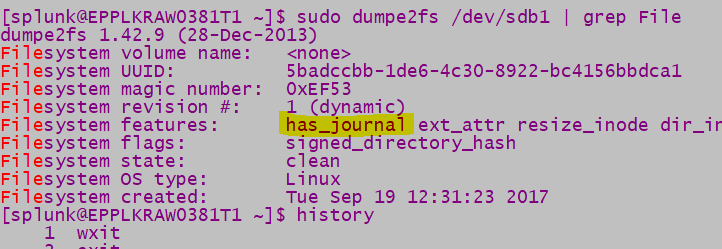 [splunk@EPPLKRAW0381T1 ~]$ sudo dumpe2fs /dev/sdb1 | grep File
dumpe2fs 1.42.9 (28-Dec-2013)
Filesystem volume name: <none>
Filesystem UUID: 5badccbb-1de6-4c30-8922-bc4156bbdca1
Filesystem magic number: 0xEF53
Filesystem revision #: 1 (dynamic)
Filesystem features: has_journal ext_attr resize_inode dir_in
Filesystem flags: signed_directory_hash
Filesystem state: clean
Filesystem OS type: Linux
Filesystem created: Tue Sep 19 12:31:23 2017
[splunk@EPPLKRAW0381T1 ~]$ history
1 wxit